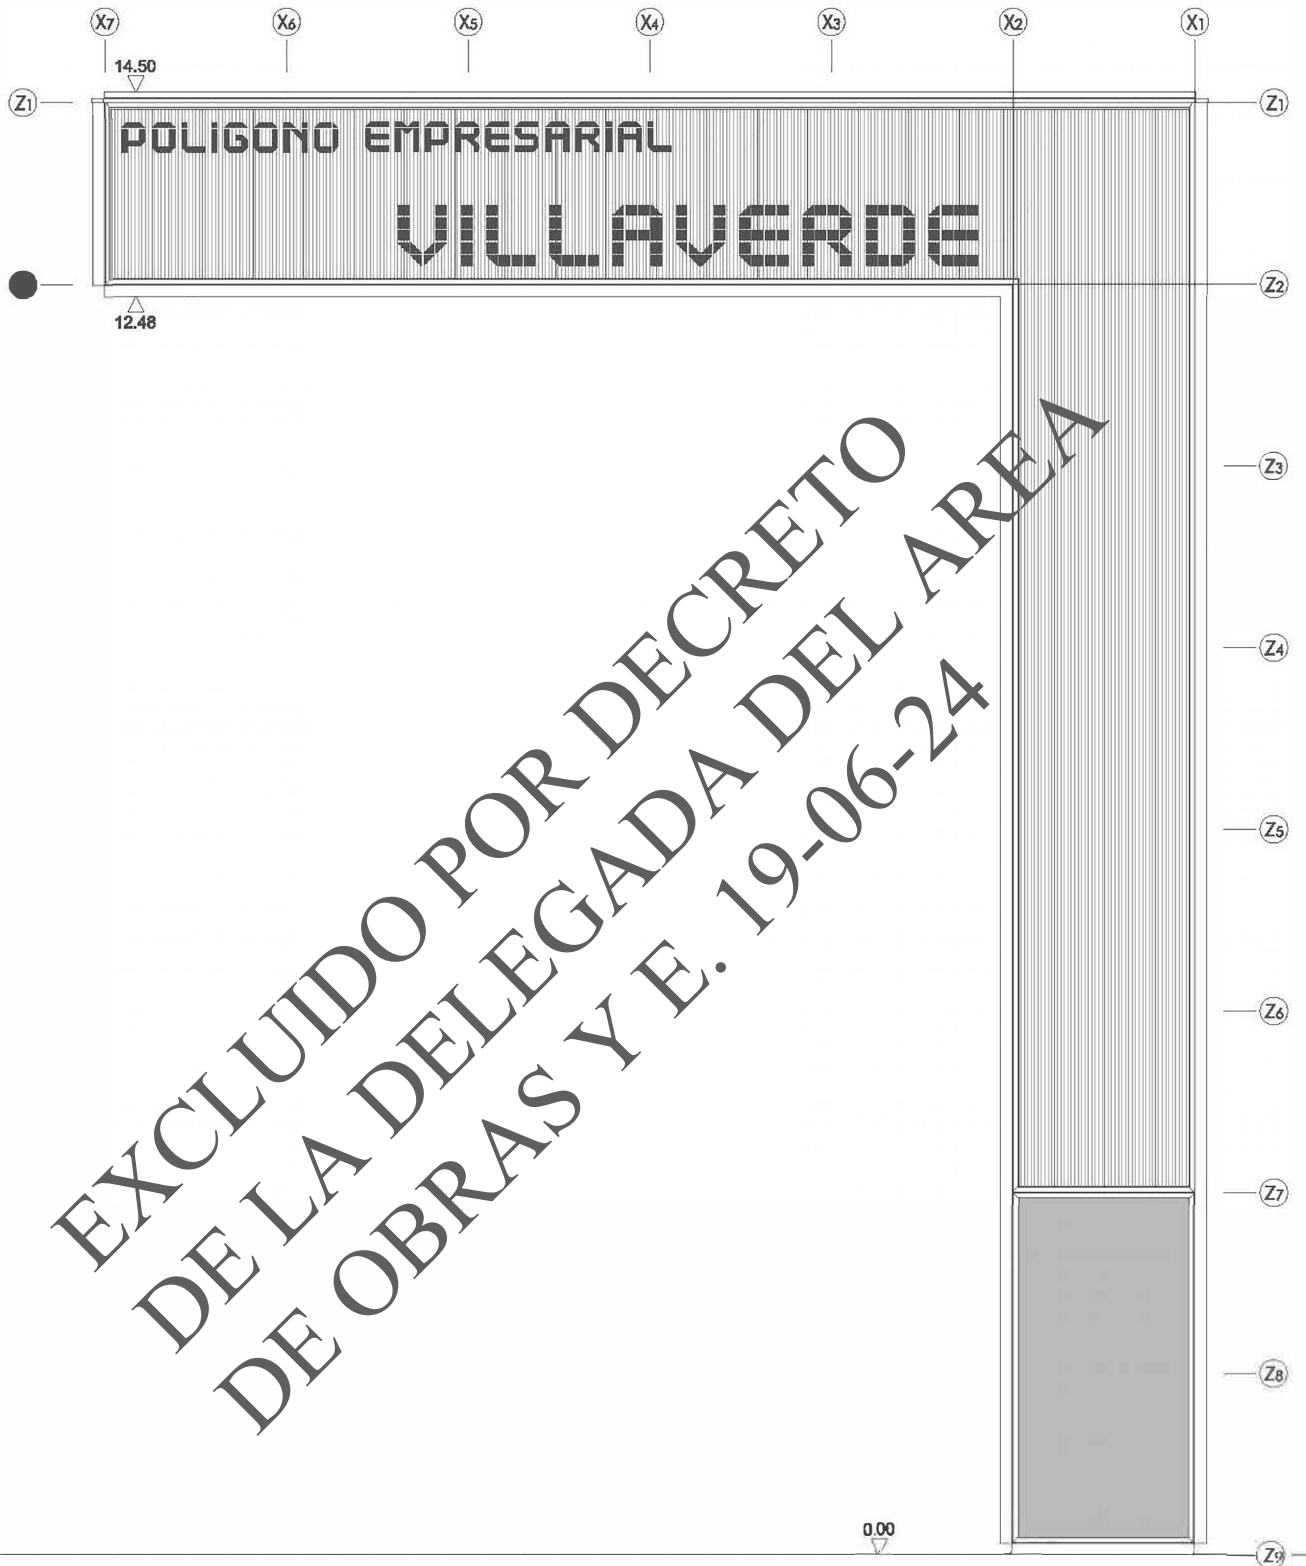 X7 X6 X5 X4 X3 X2 X1
14.50
Z1 Z1
POLIGONO EMPRESARIAL
VILLAVERDE
Z2
12.48
Z3
Z4
Z5
Z6
Z7
Z8
Z9
0.00
EXCLUIDO POR DECRETO
DE LA DELEGADA DEL AREA
DE OBRAS Y E. 19-06-24